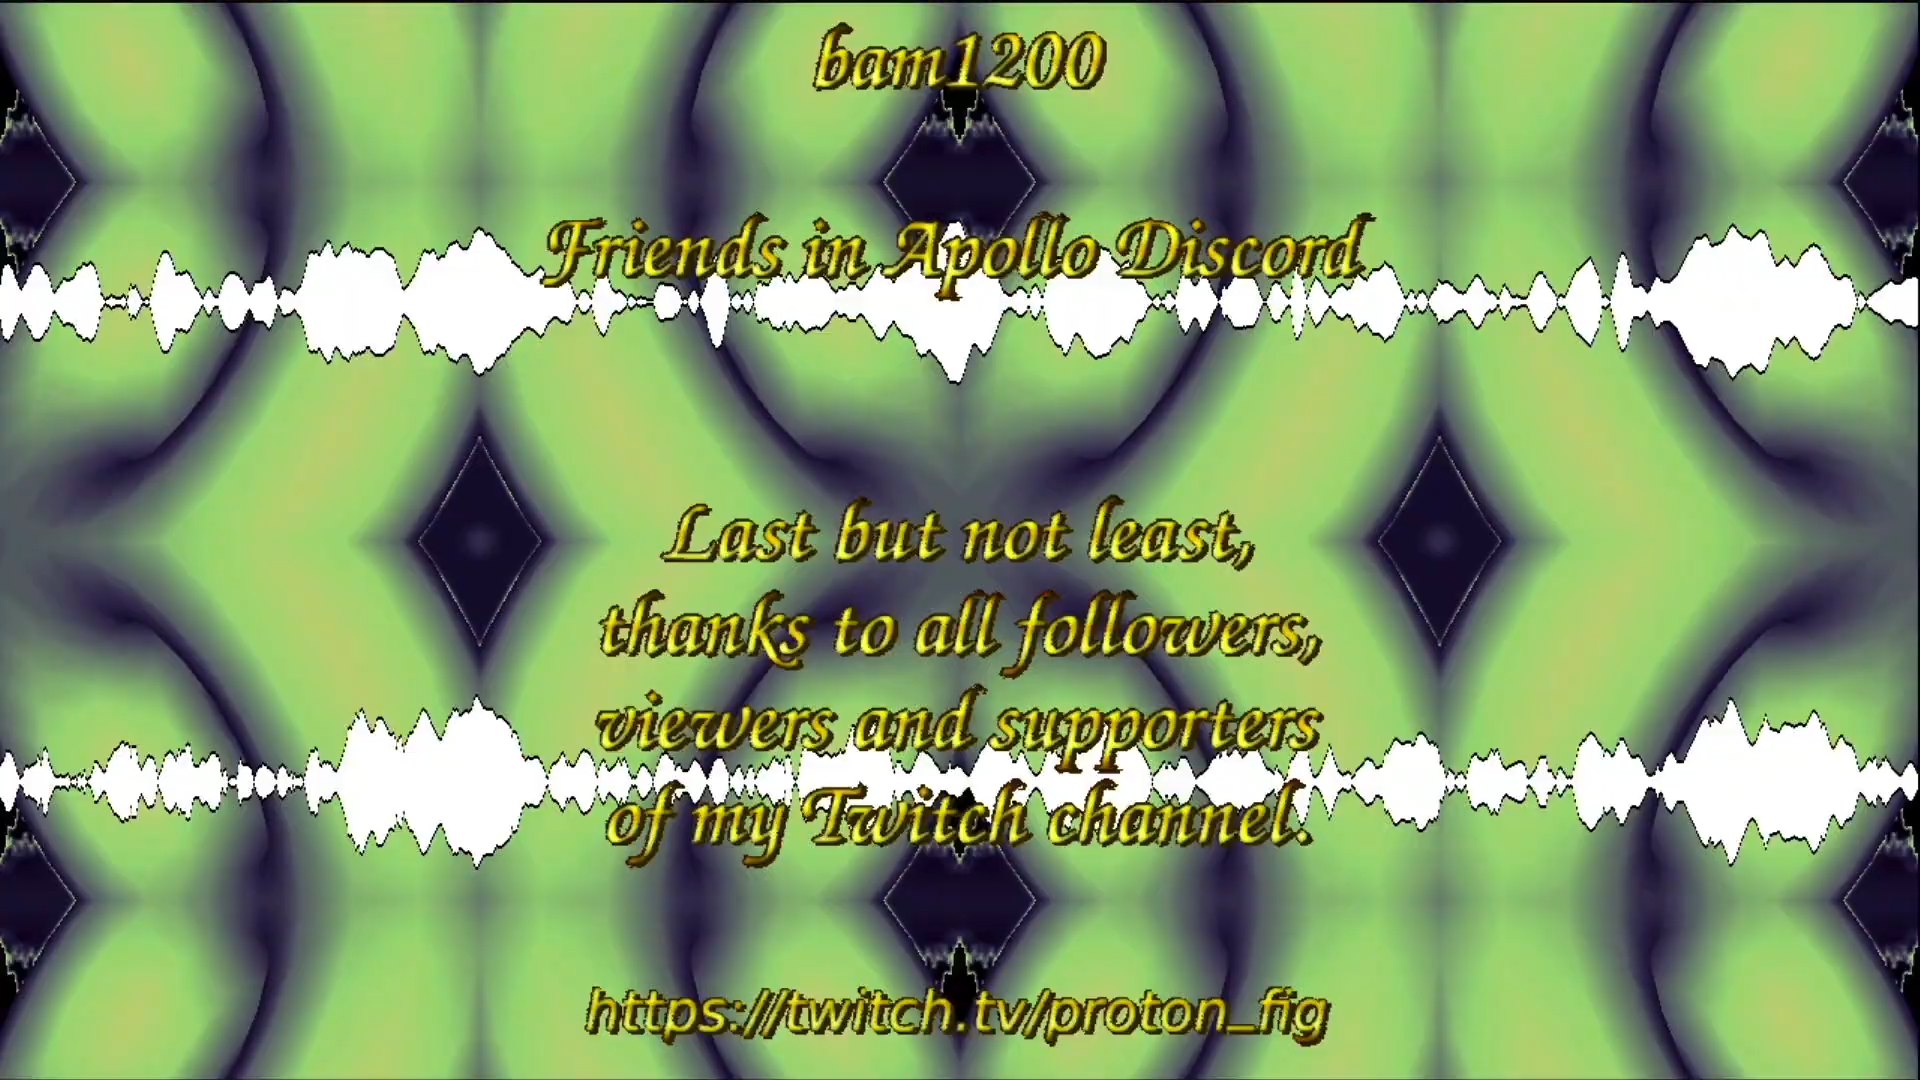 bam1200
Friends in Apollo Discord
Last but not least,
thanks to all followers,
viewers and supporters
of my Twitch channel.
https://twitch.tv/proton_fig